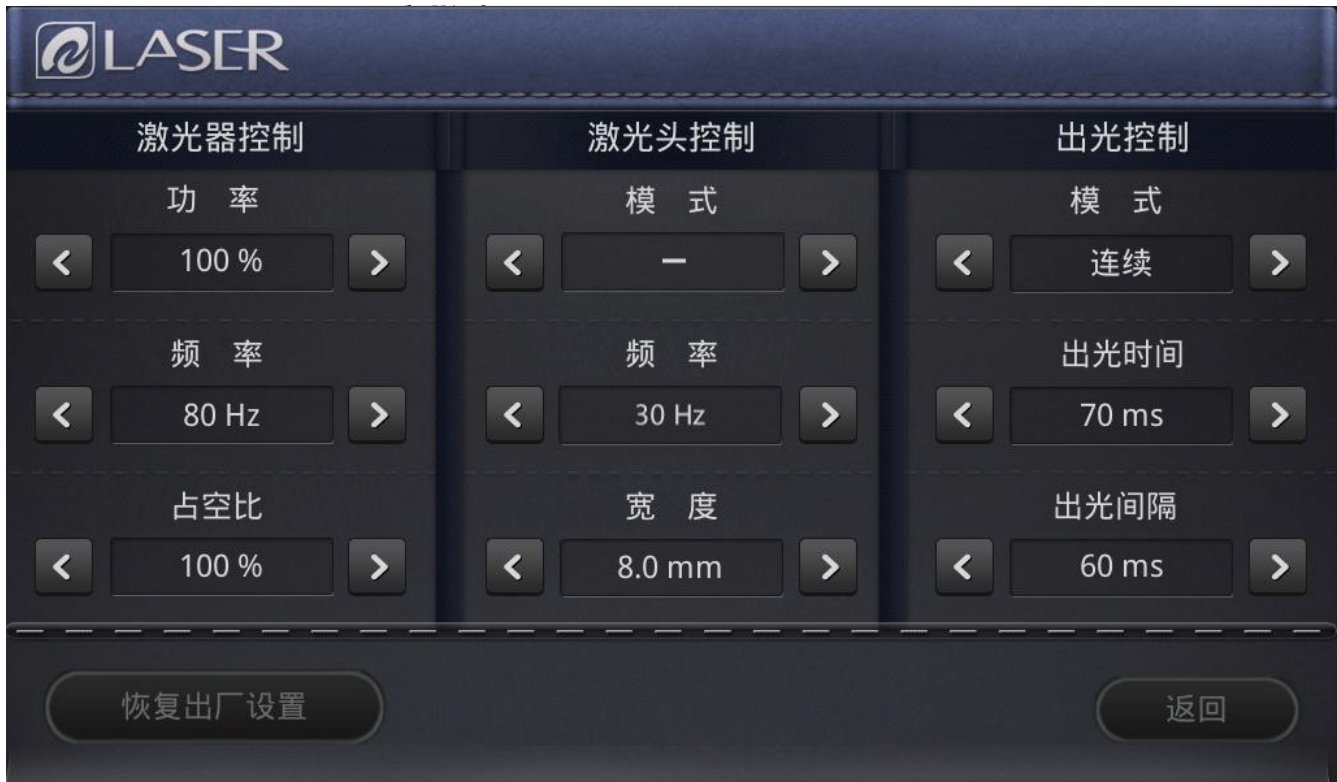 LASER
激光器控制
功 率
100 %
频 率
80 Hz
占空比
100 %
激光头控制
模 式
—
频 率
30 Hz
宽 度
8.0 mm
出光控制
模 式
连续
出光时间
70 ms
出光间隔
60 ms
恢复出厂设置
返回